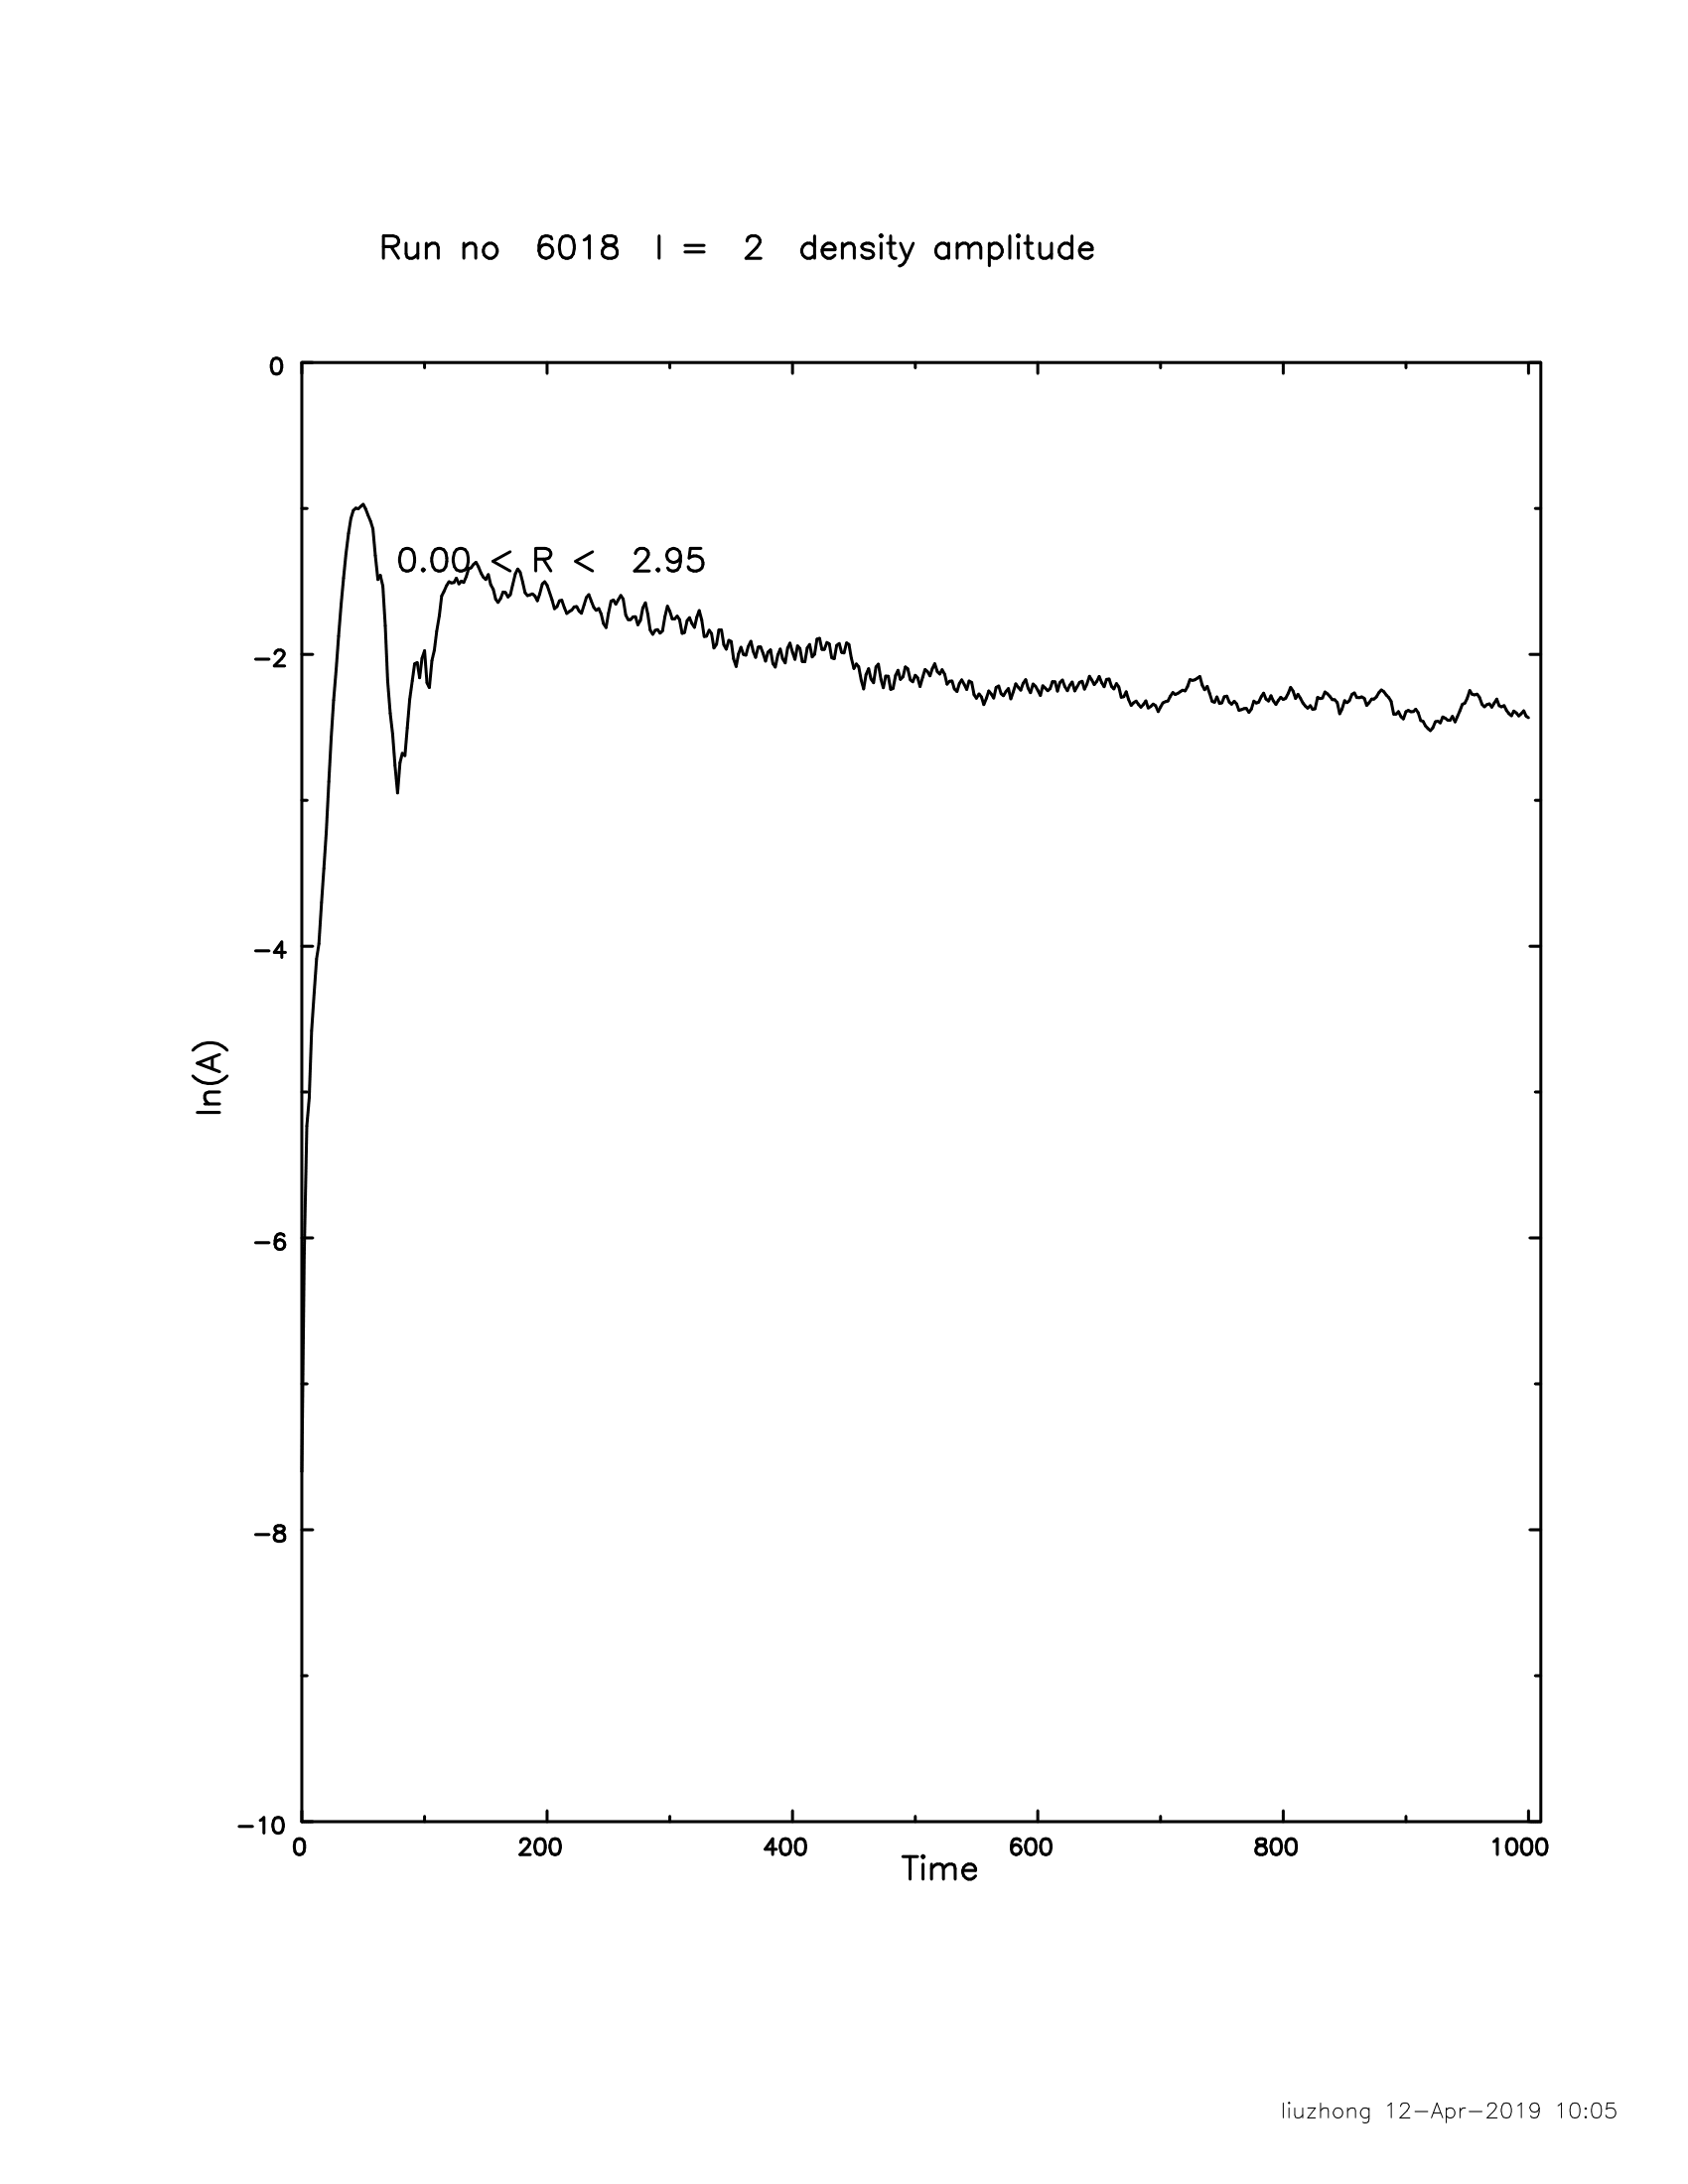 Run no 6018 l = 2 density amplitude
0
0.00 < R < 2.95
−2
−4
ln(A)
−6
−8
−10
0 200 400 600 800 1000
Time
liuzhong 12−Apr−2019 10:05